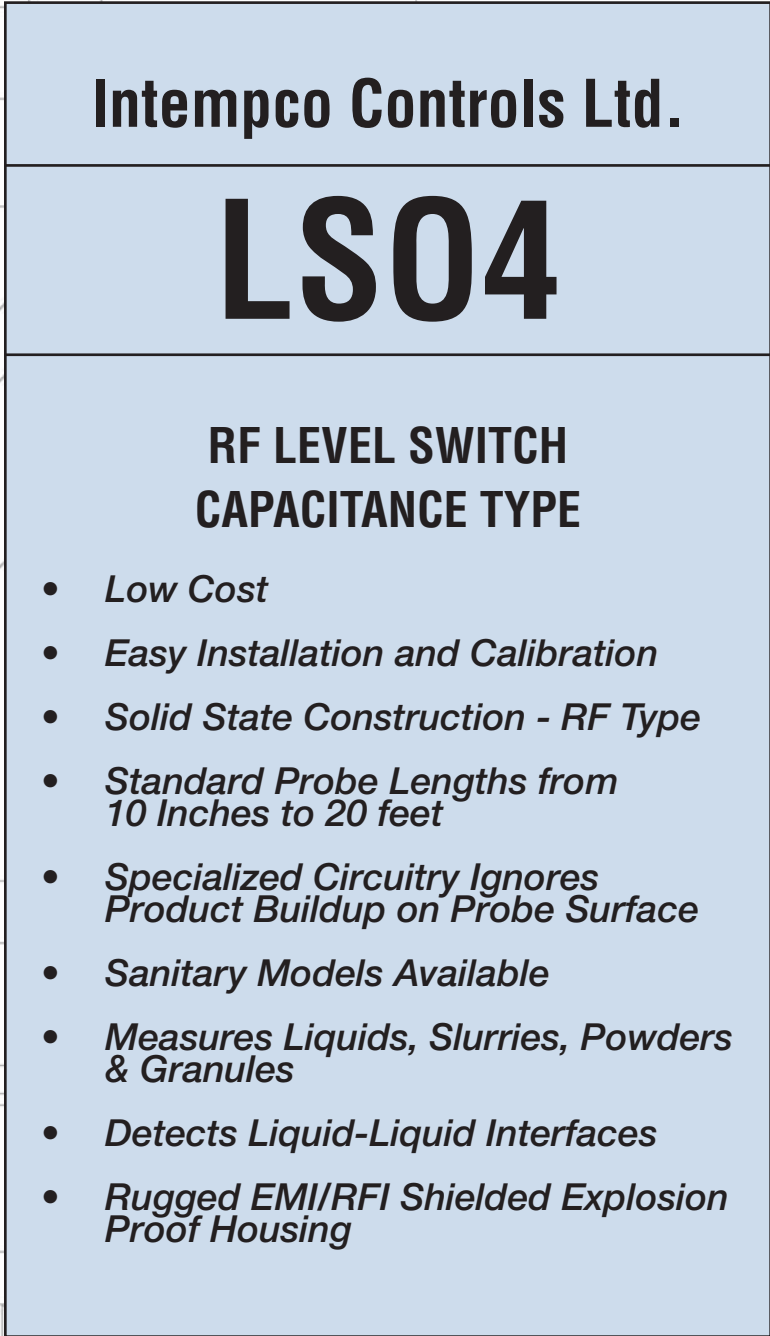 Intempco Controls Ltd.
LSO4
RF LEVEL SWITCH
CAPACITANCE TYPE
• Low Cost
• Easy Installation and Calibration
• Solid State Construction - RF Type
• Standard Probe Lengths from
10 Inches to 20 feet
• Specialized Circuitry Ignores
Product Buildup on Probe Surface
• Sanitary Models Available
• Measures Liquids, Slurries, Powders
& Granules
• Detects Liquid-Liquid Interfaces
• Rugged EMI/RFI Shielded Explosion
Proof Housing